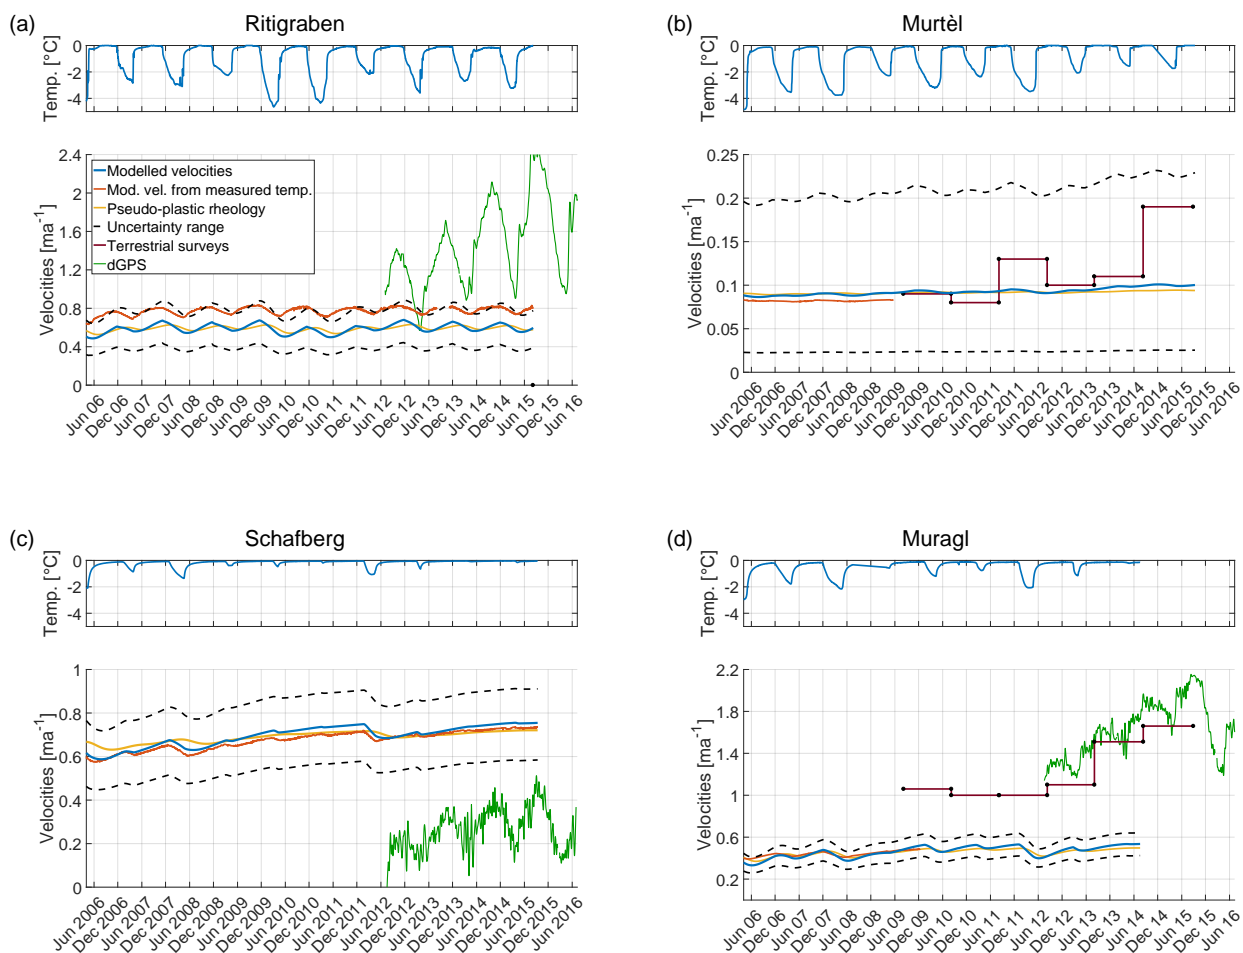 (a)
Ritigraben
Temp. [°C]
0
-2
-4
Velocities [ma⁻¹]
2.4
2
1.6
1.2
0.8
0.4
0
Modelled velocities
Mod. vel. from measured temp.
Pseudo-plastic rheology
Uncertainty range
Terrestrial surveys
dGPS
Jun 06
Dec 06
Jun 07
Dec 07
Jun 08
Dec 08
Jun 09
Dec 09
Jun 10
Dec 10
Jun 11
Dec 11
Jun 12
Dec 12
Jun 13
Dec 13
Jun 14
Dec 14
Jun 15
Dec 15
Jun 16
(b)
Murtèl
Temp. [°C]
0
-2
-4
Velocities [ma⁻¹]
0.25
0.2
0.15
0.1
0.05
0
Jun 2006
Dec 2006
Jun 2007
Dec 2007
Jun 2008
Dec 2008
Jun 2009
Dec 2009
Jun 2010
Dec 2010
Jun 2011
Dec 2011
Jun 2012
Dec 2012
Jun 2013
Dec 2013
Jun 2014
Dec 2014
Jun 2015
Dec 2015
Jun 2016
(c)
Schafberg
Temp. [°C]
0
-2
-4
Velocities [ma⁻¹]
1
0.8
0.6
0.4
0.2
0
Jun 2006
Dec 2006
Jun 2007
Dec 2007
Jun 2008
Dec 2008
Jun 2009
Dec 2009
Jun 2010
Dec 2010
Jun 2011
Dec 2011
Jun 2012
Dec 2012
Jun 2013
Dec 2013
Jun 2014
Dec 2014
Jun 2015
Dec 2015
Jun 2016
(d)
Muragl
Temp. [°C]
0
-2
-4
Velocities [ma⁻¹]
2.2
1.8
1.4
1
0.6
0.2
Jun 06
Dec 06
Jun 07
Dec 07
Jun 08
Dec 08
Jun 09
Dec 09
Jun 10
Dec 10
Jun 11
Dec 11
Jun 12
Dec 12
Jun 13
Dec 13
Jun 14
Dec 14
Jun 15
Dec 15
Jun 16